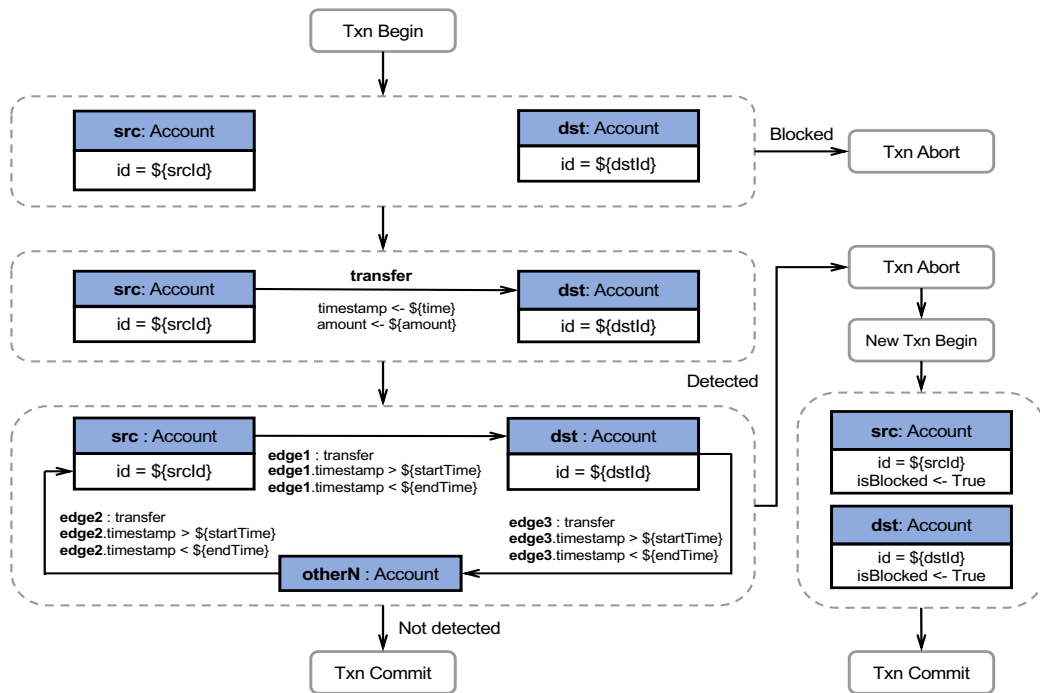 Txn Begin
src: Account
id = ${srcId}
dst: Account
id = ${dstId}
Blocked
Txn Abort
src: Account
id = ${srcId}
transfer
timestamp <- ${time}
amount <- ${amount}
dst: Account
id = ${dstId}
Detected
Txn Abort
New Txn Begin
src: Account
id = ${srcId}
isBlocked <- True
dst: Account
id = ${dstId}
isBlocked <- True
Txn Commit
src : Account
id = ${srcId}
edge1 : transfer
edge1.timestamp > ${startTime}
edge1.timestamp < ${endTime}
dst : Account
id = ${dstId}
edge2 : transfer
edge2.timestamp > ${startTime}
edge2.timestamp < ${endTime}
edge3 : transfer
edge3.timestamp > ${startTime}
edge3.timestamp < ${endTime}
otherN : Account
Not detected
Txn Commit